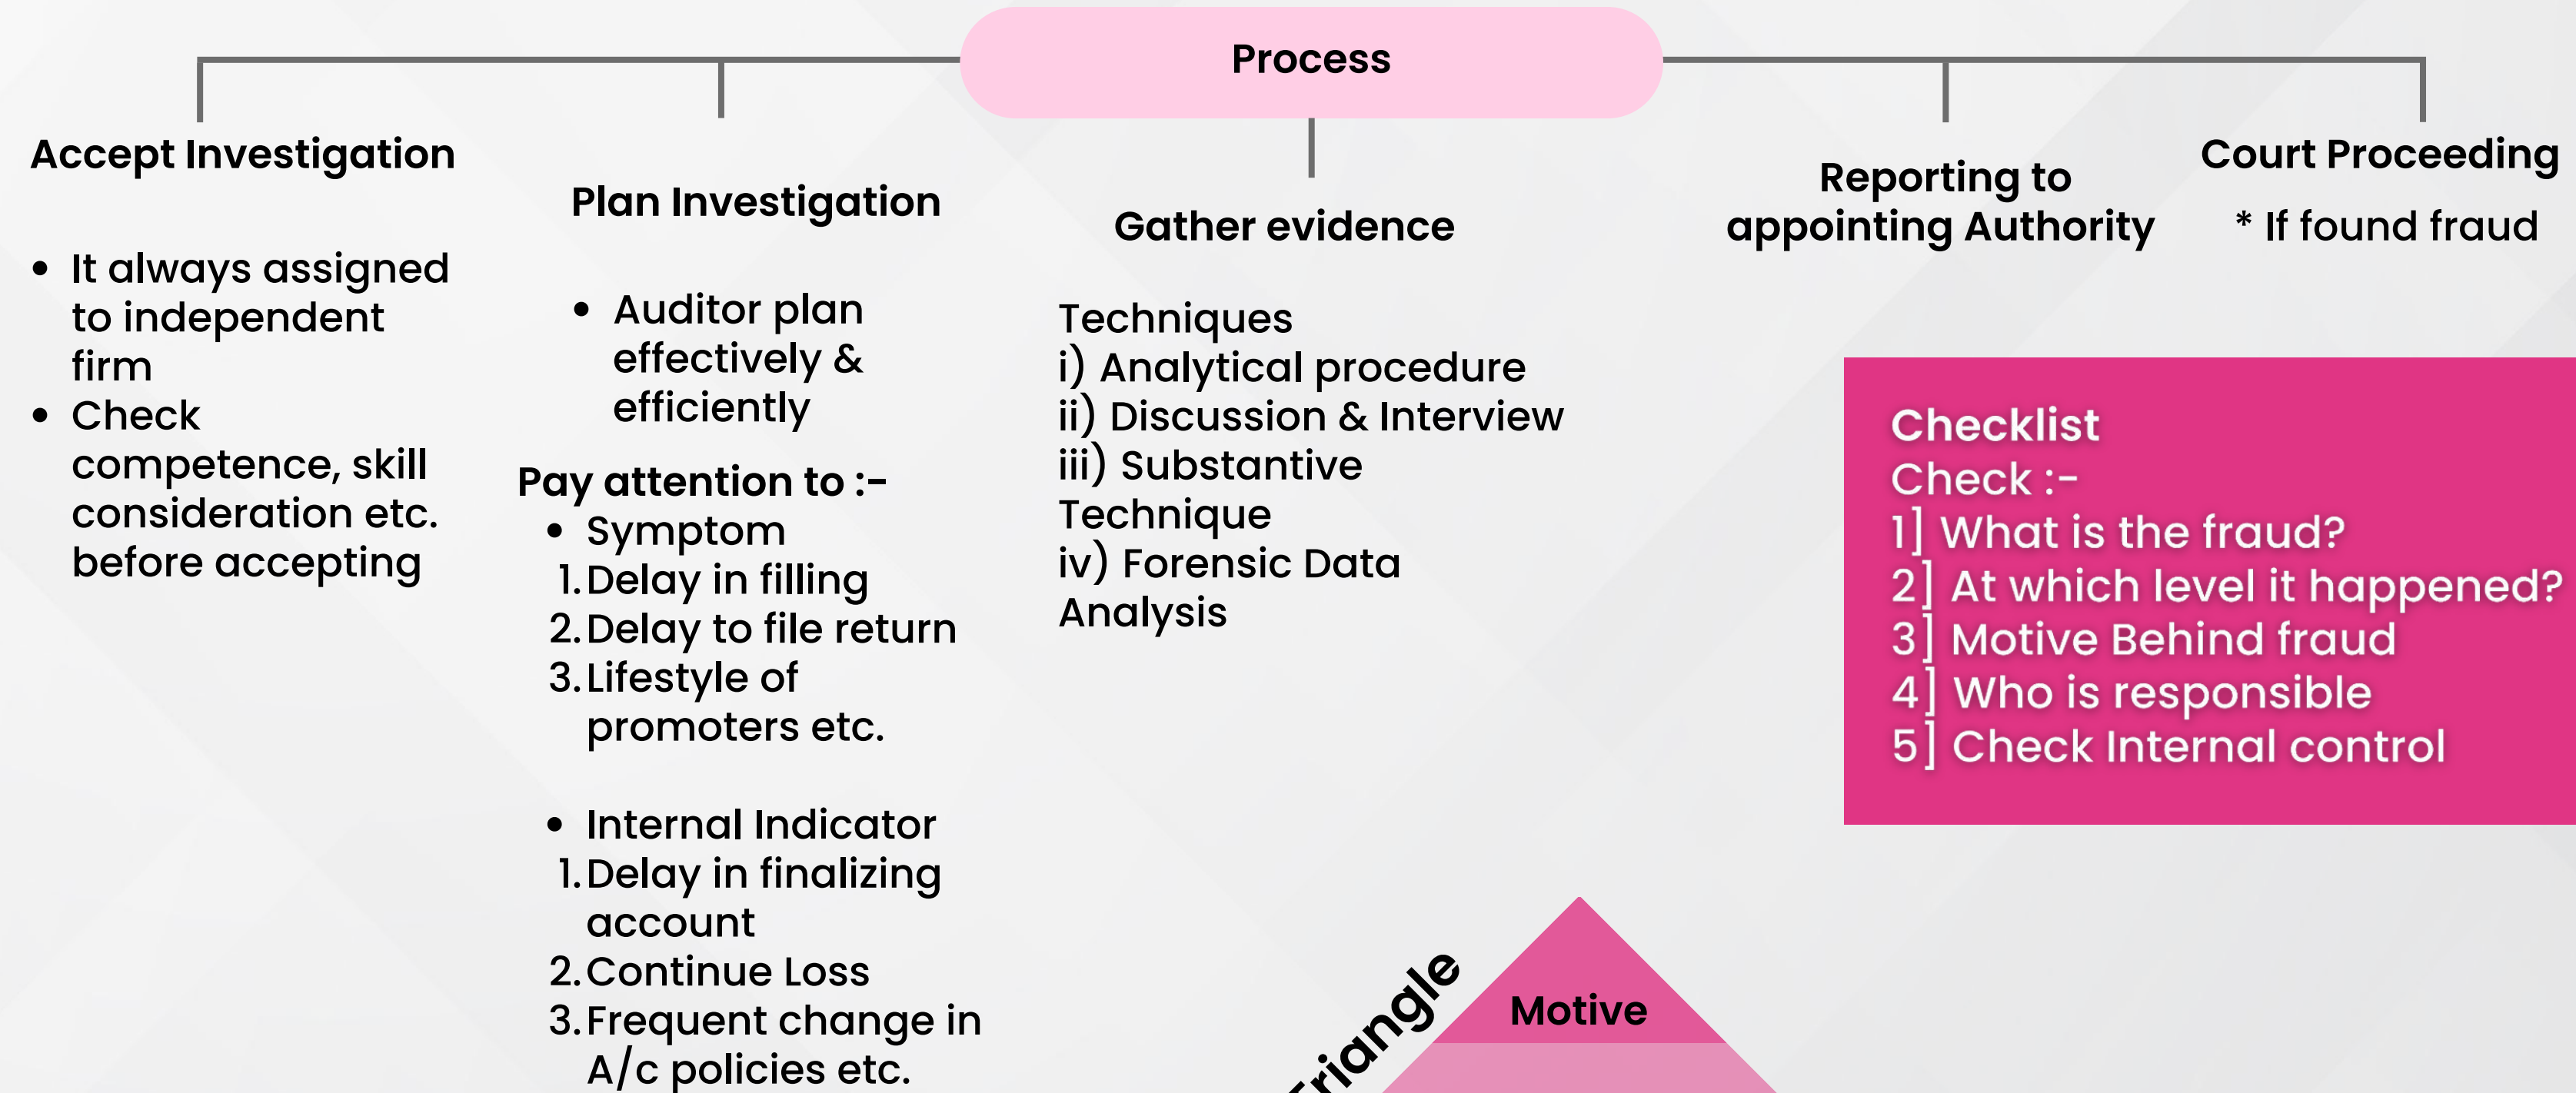 Process
Accept Investigation
• It always assigned
to independent
firm
• Check
competence, skill
consideration etc.
before accepting
Plan Investigation
• Auditor plan
effectively &
efficiently
Pay attention to :-
• Symptom
1. Delay in filling
2. Delay to file return
3. Lifestyle of
promoters etc.
• Internal Indicator
1. Delay in finalizing
account
2. Continue Loss
3. Frequent change in
A/c policies etc.
Gather evidence
Techniques
i) Analytical procedure
ii) Discussion & Interview
iii) Substantive
Technique
iv) Forensic Data
Analysis
Reporting to
appointing Authority
Court Proceeding
* If found fraud
Checklist
Check :-
1] What is the fraud?
2] At which level it happened?
3] Motive Behind fraud
4] Who is responsible
5] Check Internal control
Triangle
Motive